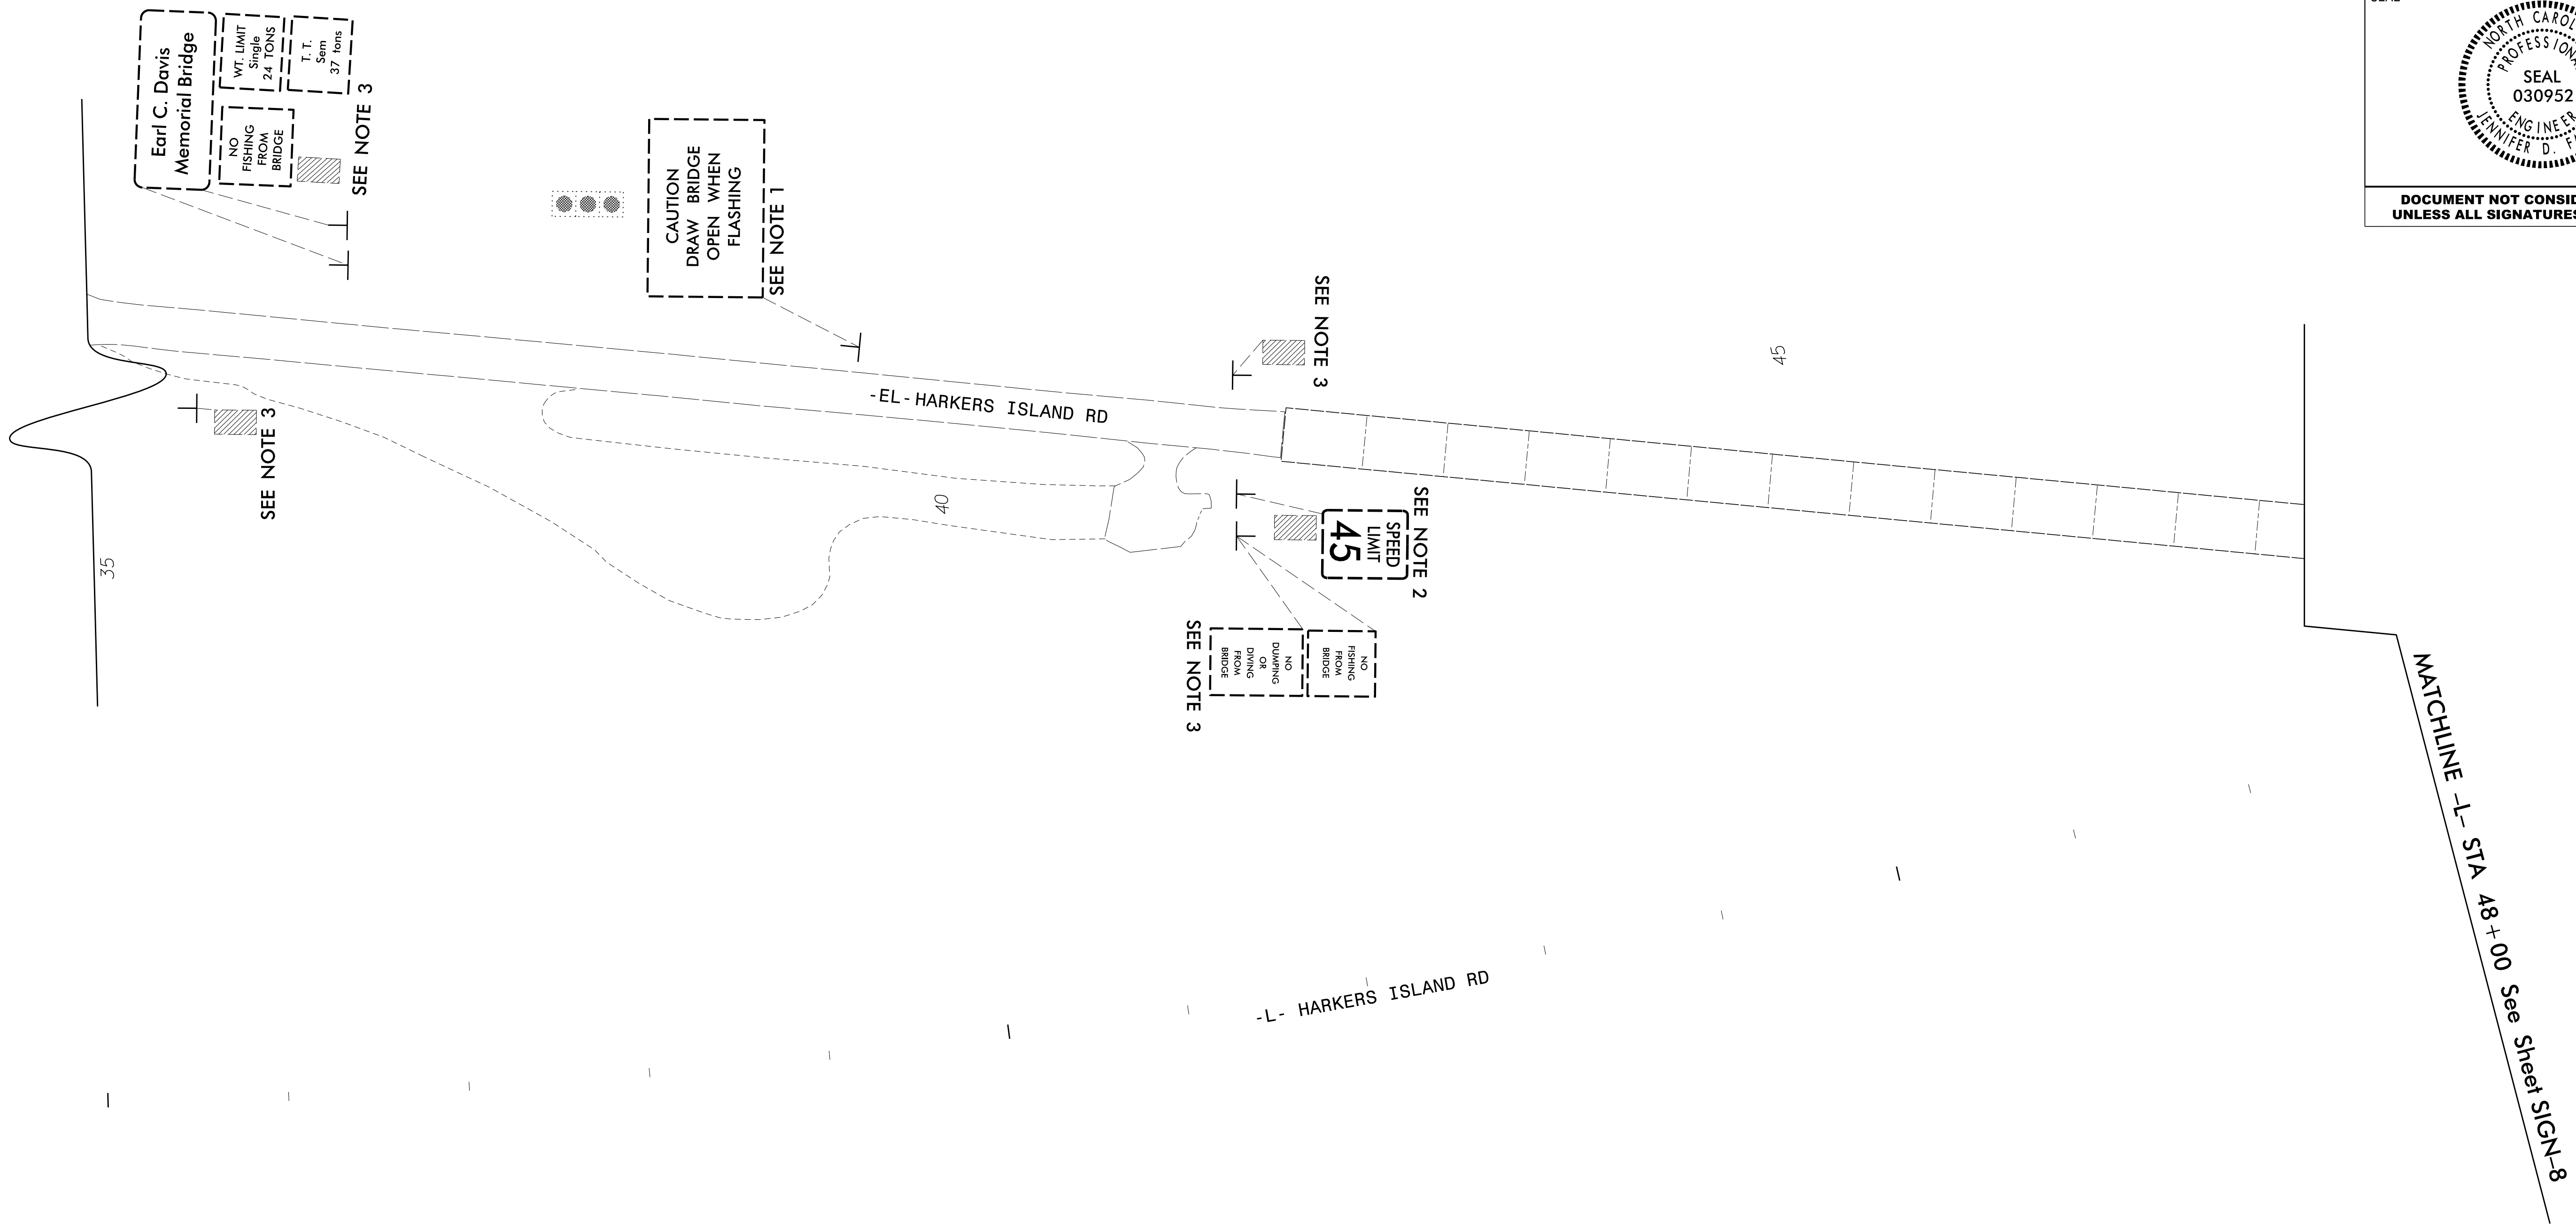 Earl C. Davis
Memorial Bridge
WT. LIMIT
Single
24 TONS
T. T.
Sem
37 tons
NO
FISHING
FROM
BRIDGE
SEE NOTE 3
CAUTION
DRAW BRIDGE
OPEN WHEN
FLASHING
SEE NOTE 1
SEE NOTE 3
SEE NOTE 3
-EL- HARKERS ISLAND RD
35
40
45
SPEED
LIMIT
45
SEE NOTE 2
NO
DUMPING
OR
DIVING
FROM
BRIDGE
NO
FISHING
FROM
BRIDGE
SEE NOTE 3
-L- HARKERS ISLAND RD
MATCHLINE -L- STA 48+00 See Sheet SIGN-8
NORTH
SEAL
030952
ENGINEER
JENNIFER D.
DOCUMENT NOT
UNLESS ALL SIGNATURES